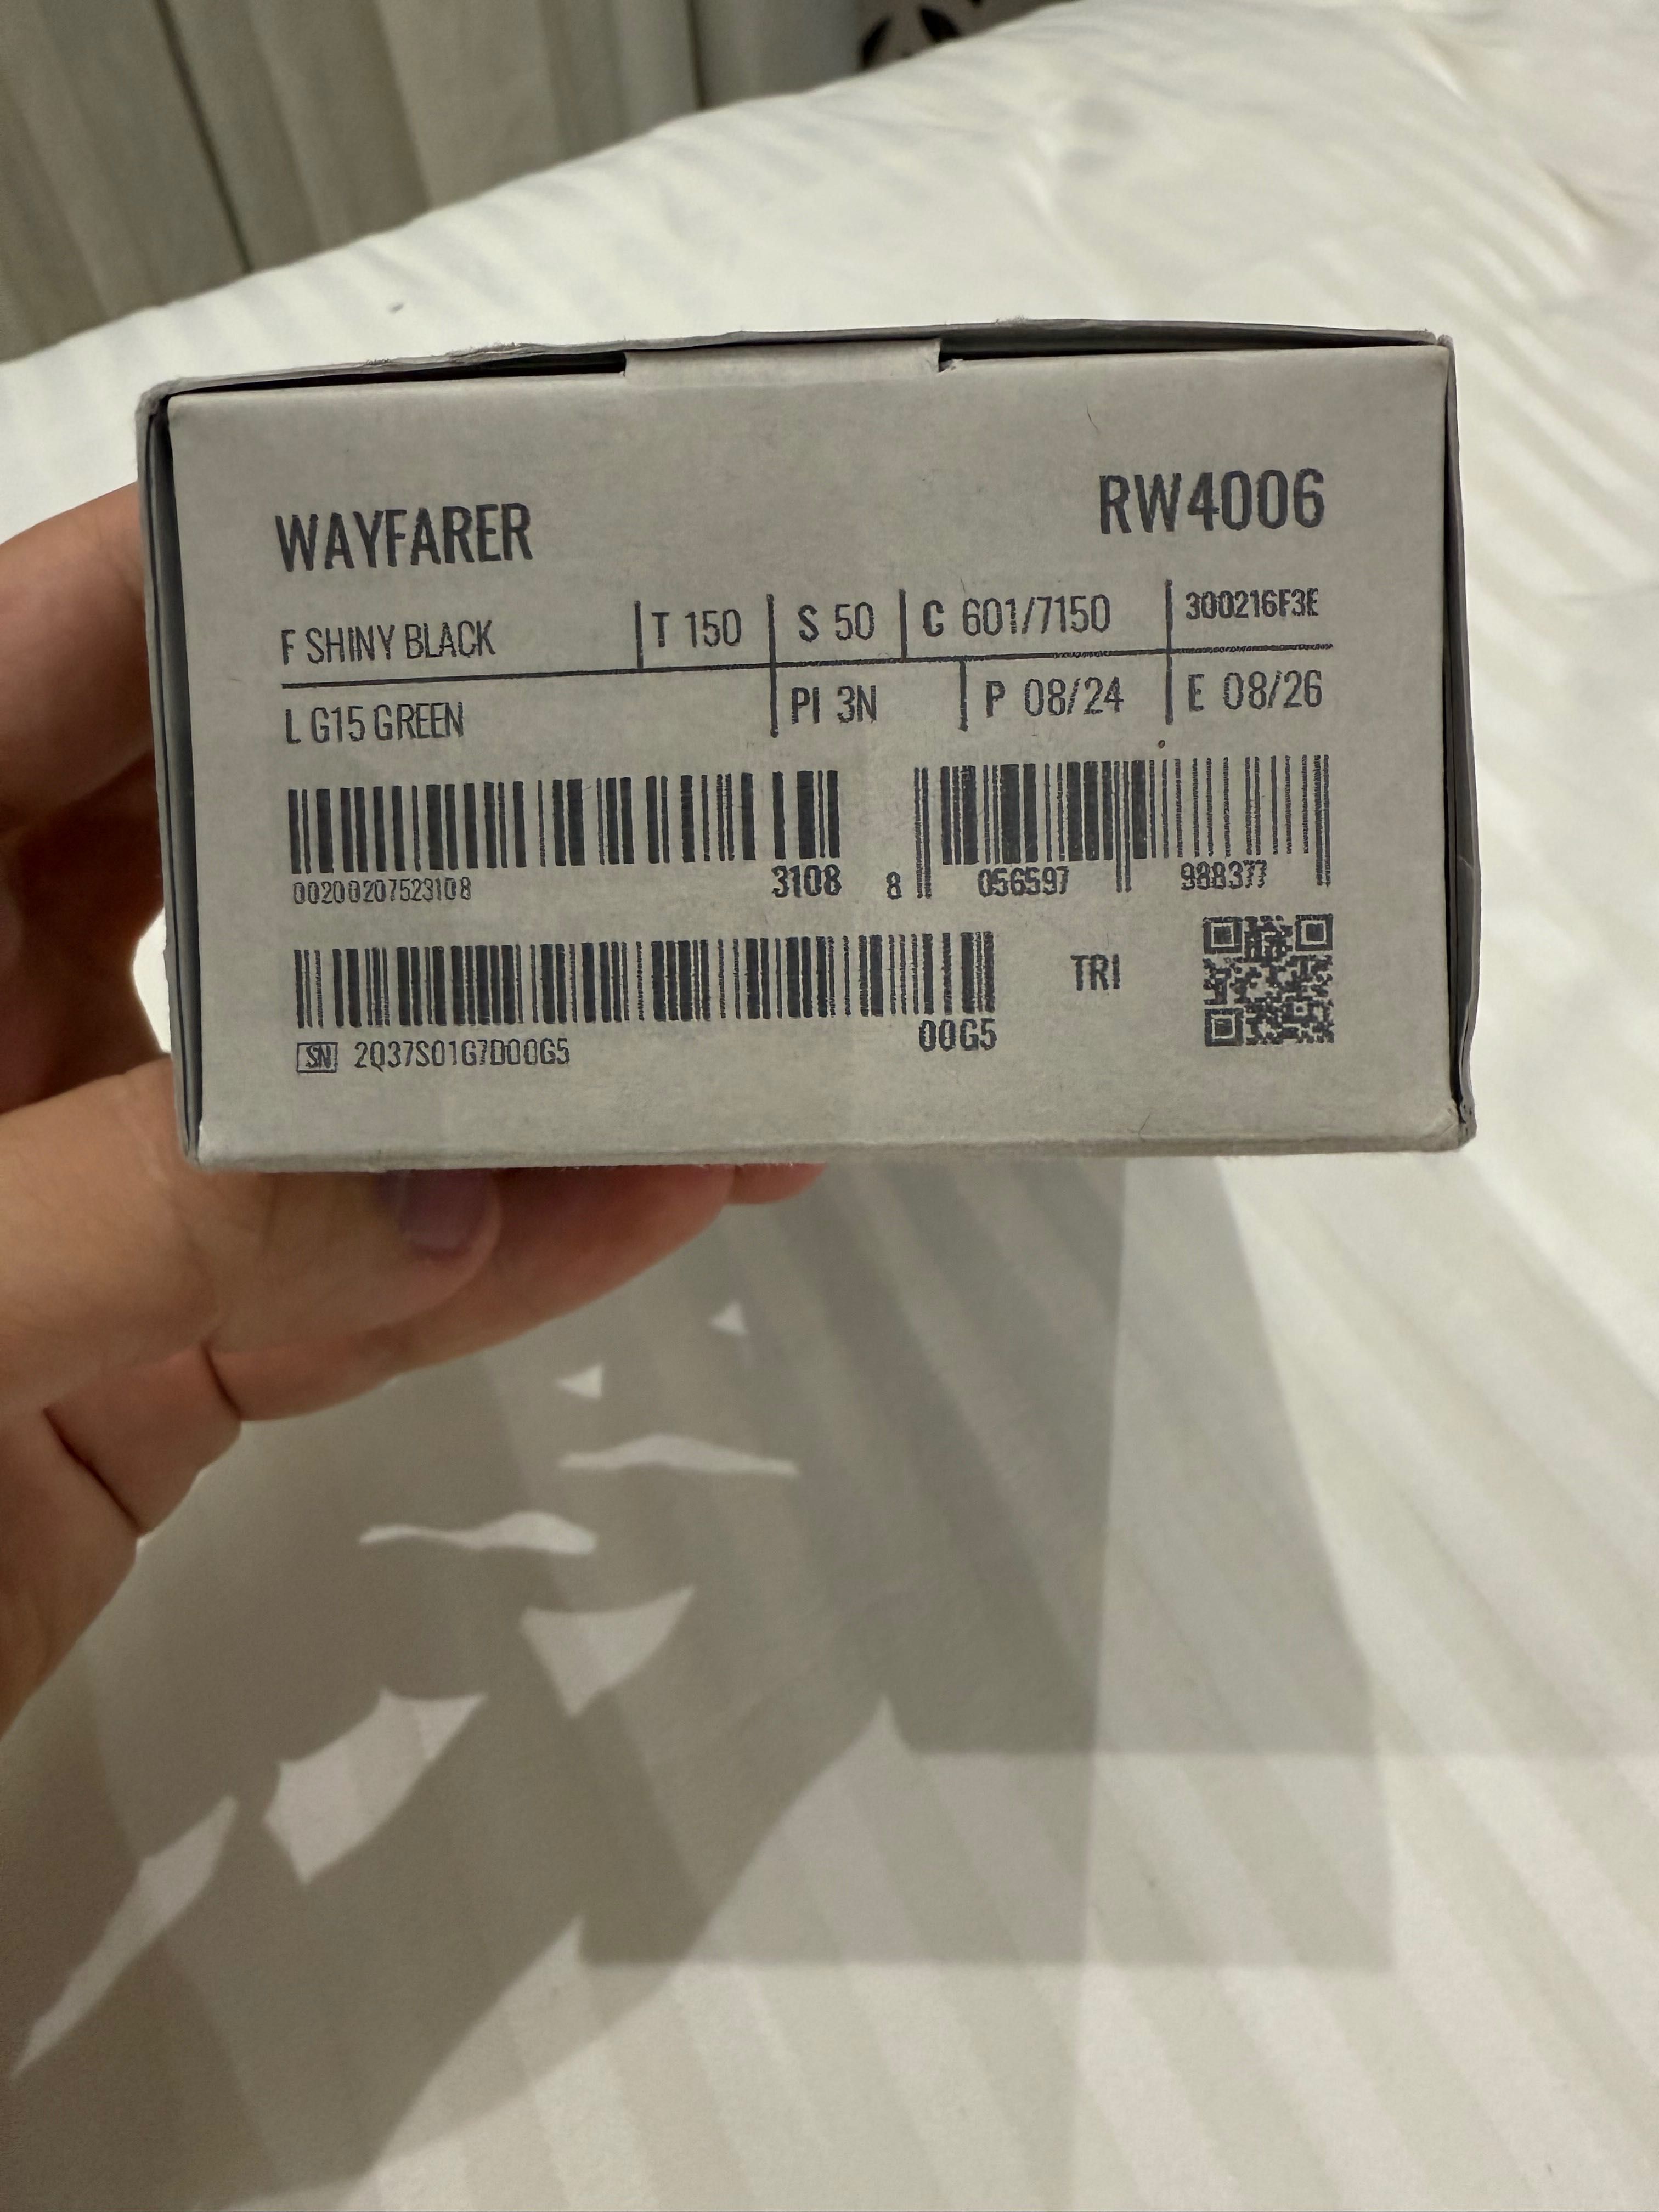 WAYFARER RW4006
F SHINY BLACK T 150 S 50 C 601/7150 300216F3E
L G15 GREEN PI 3N P 08/24 E 08/26
00200207523108 3108 8 056597 988377
TRI
SN 2Q37S01G7D00G5 00G5